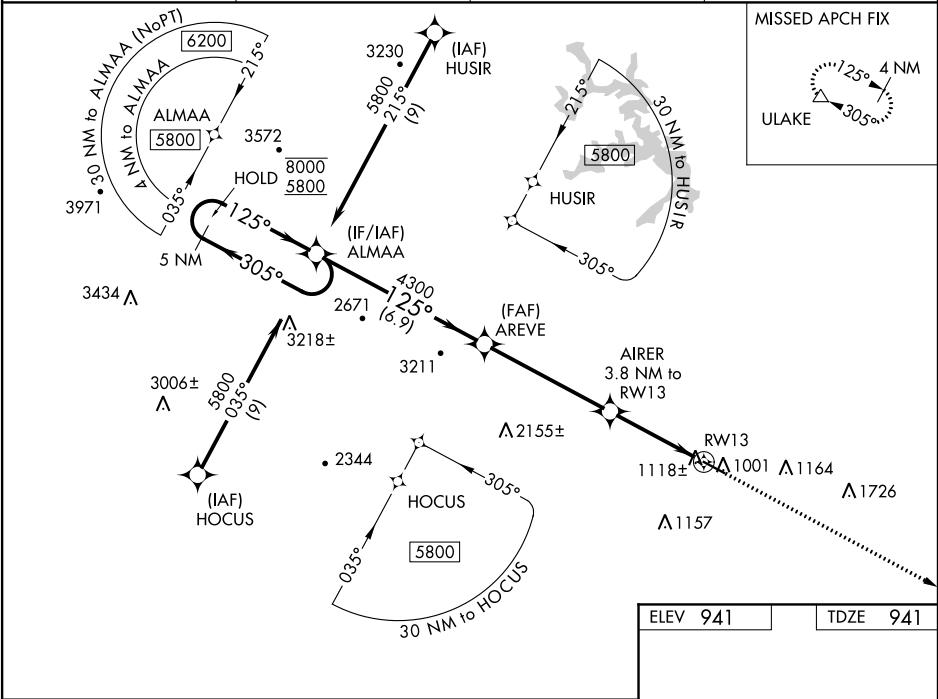 MISSED APCH FIX
125°
4 NM
305°
ULAKE
30 NM to ALMAA (NoPT)
4 NM to ALMAA
6200
215°
ALMAA
5800
035°
3971
3230
(IAF)
HUSIR
5800
215°
(9)
3572
HOLD
8000
5800
125°
305°
5 NM
(IF/IAF)
ALMAA
215°
5800
HUSIR
30 NM to HUSIR
305°
3434
2671
4300
125°
(6.9)
(FAF)
AREVE
3218±
3211
3006±
5800
035°
(9)
(IAF)
HOCUS
2344
AIRER
3.8 NM to
RW13
2155±
RW13
1118±
1001
1164
1726
1157
305°
HOCUS
035°
5800
30 NM to HOCUS
ELEV 941
TDZE 941